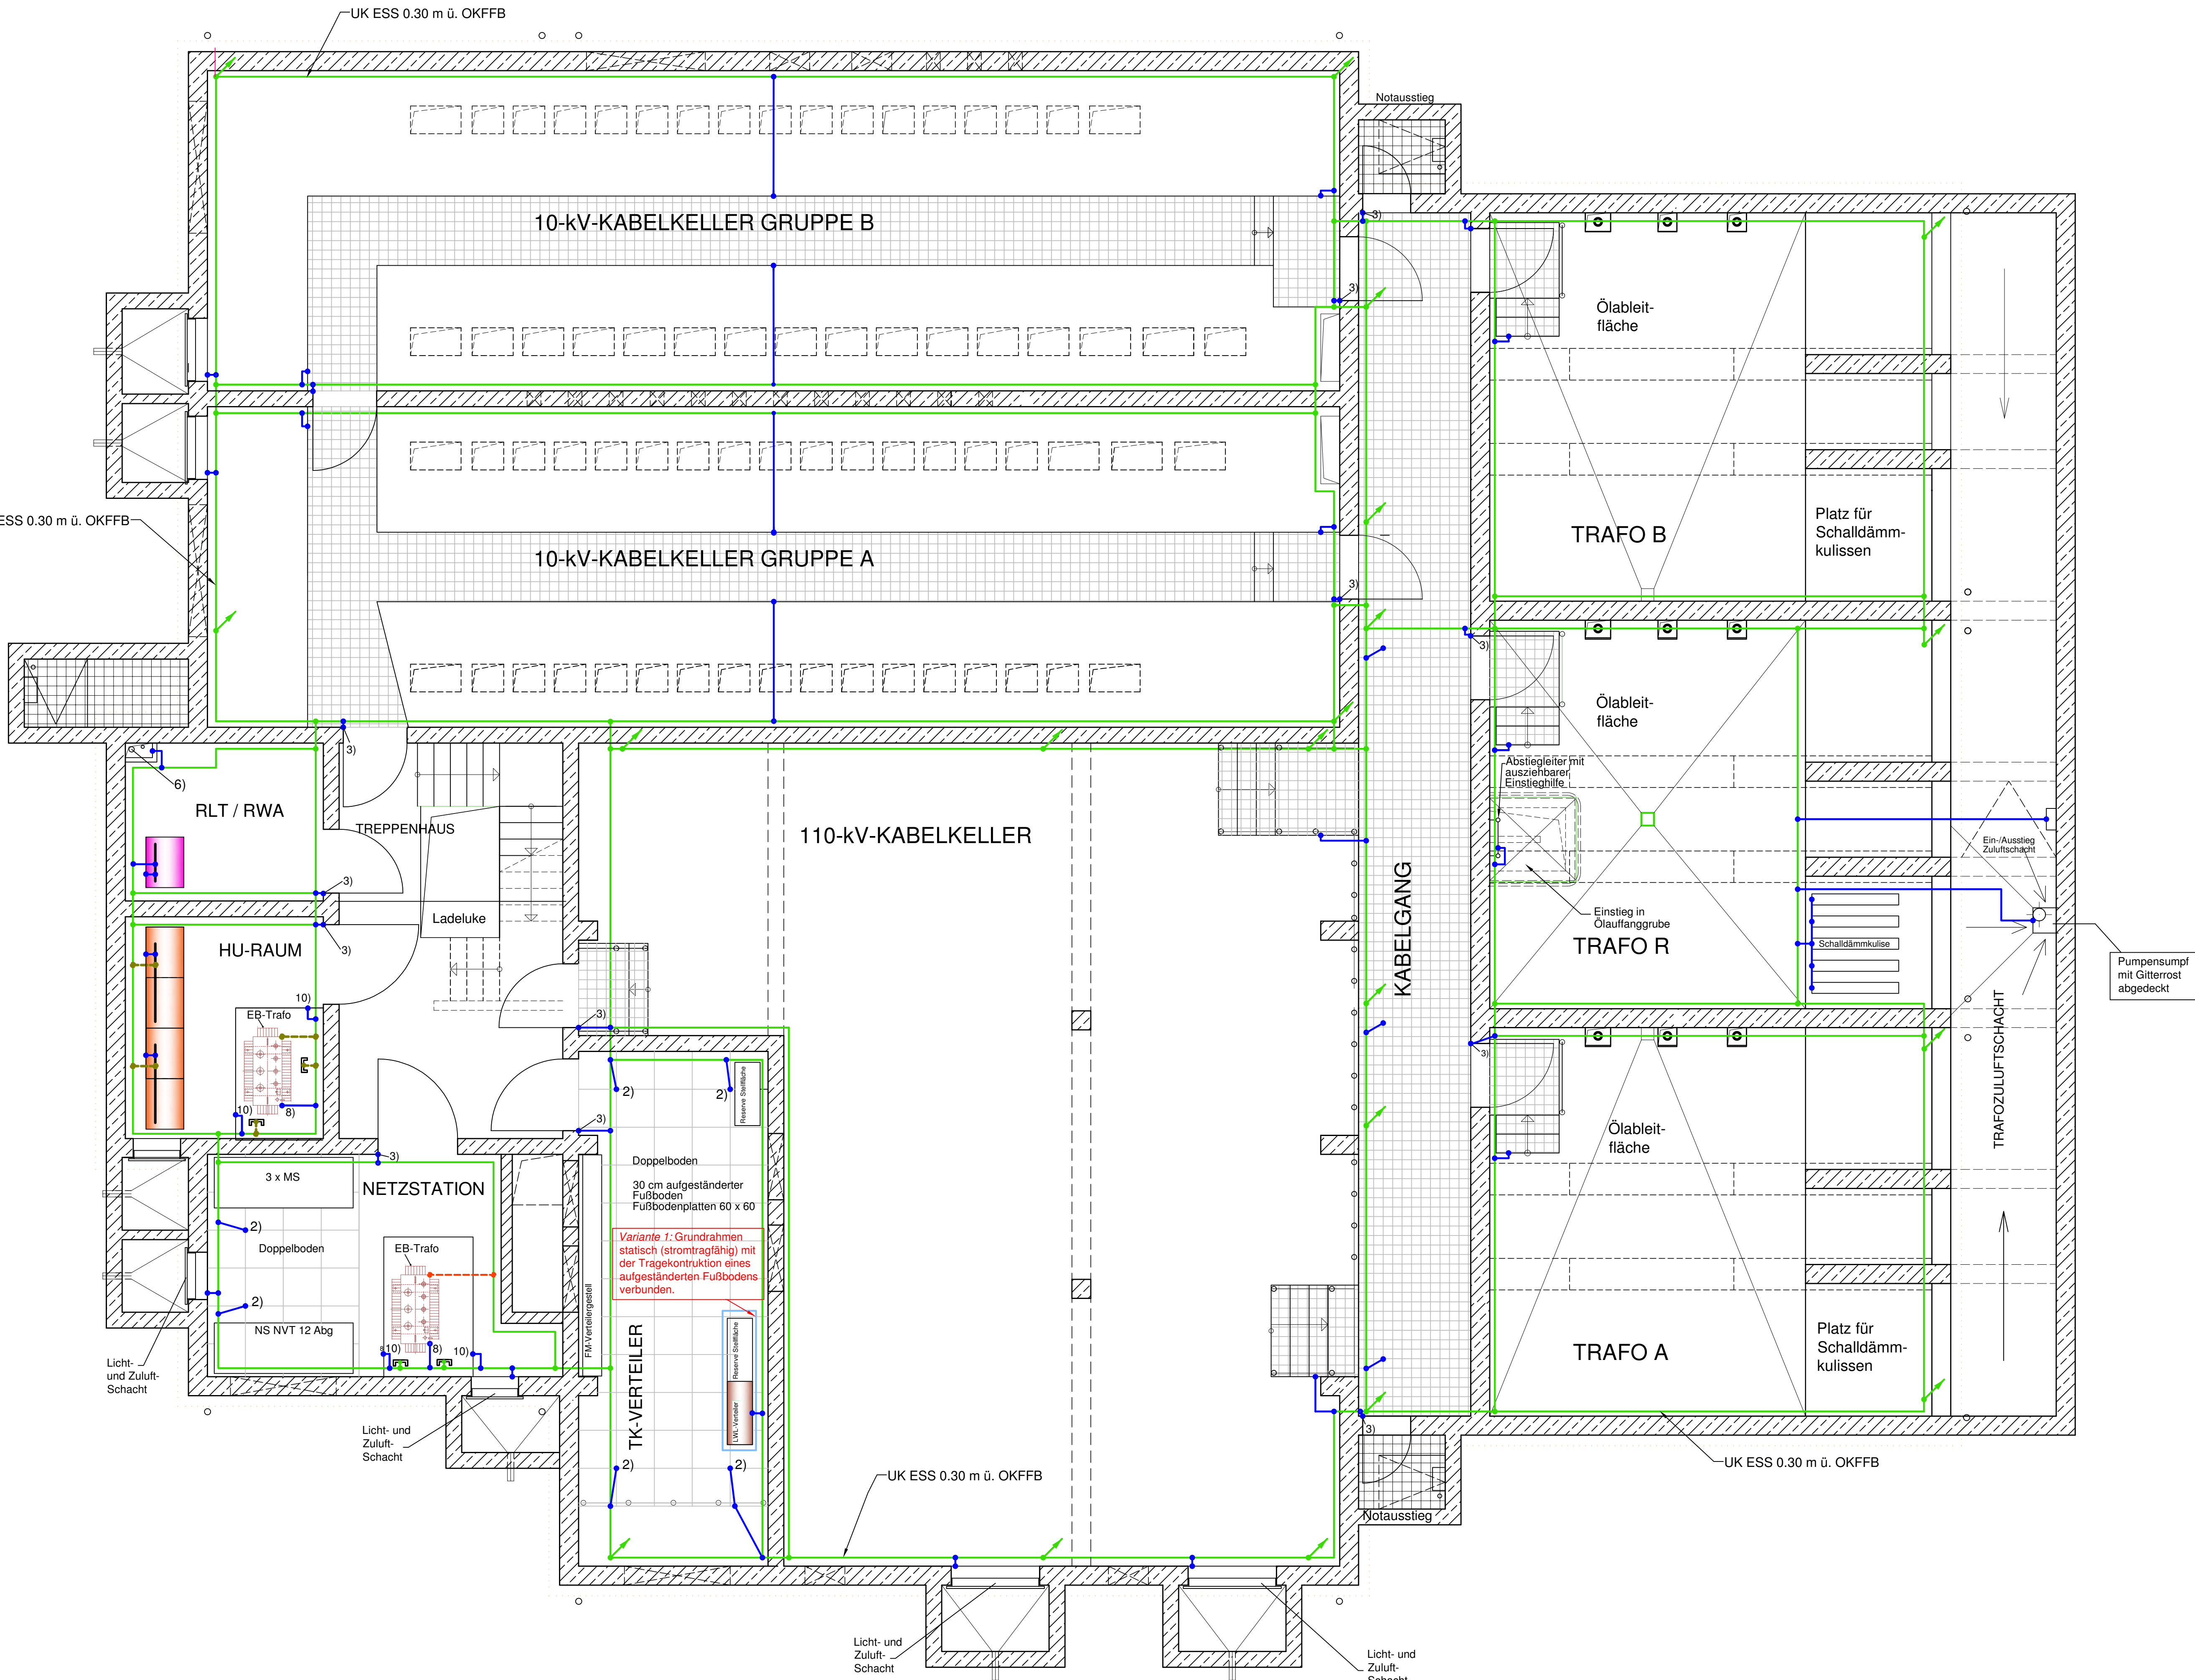 UK ESS 0.30 m ü. OKFFB
Notausstieg
10-kV-KABELKELLER GRUPPE B
3)
3)
Ölableit-
fläche
ESS 0.30 m ü. OKFFB
TRAFO B
Platz für
Schalldämm-
kulissen
10-kV-KABELKELLER GRUPPE A
3)
3)
Ölableit-
fläche
3)
6)
RLT / RWA
TREPPENHAUS
110-kV-KABELKELLER
Abstiegleiter mit
ausziehbarer
Einstieghilfe
Ein-/Ausstieg
Zuluftschacht
3)
Ladeluke
KABELGANG
Einstieg in
Ölauffanggrube
TRAFO R
Schalldämmkulise
HU-RAUM
3)
Pumpensumpf
mit Gitterrost
abgedeckt
10)
EB-Trafo
3)
3)
10)
8)
2)
2)
Reserve Stellfläche
3)
Ölableit-
fläche
TRAFOZULUFTSCHACHT
3)
3 x MS
NETZSTATION
Doppelboden
30 cm aufgeständerter
Fußboden
Fußbodenplatten 60 x 60
2)
Doppelboden
EB-Trafo
Variante 1: Grundrahmen
statisch (stromtragfähig) mit
der Tragekontruktion eines
aufgeständerten Fußbodens
verbunden.
2)
NS NVT 12 Abg
FM-Verteilergestell
Reserve Stellfläche
10)
8)
10)
TRAFO A
Platz für
Schalldämm-
kulissen
Licht-
und Zuluft-
Schacht
TK-VERTEILER
LWL-Verteiler
Licht- und
Zuluft-
Schacht
3)
2)
2)
UK ESS 0.30 m ü. OKFFB
UK ESS 0.30 m ü. OKFFB
Notausstieg
Licht- und
Zuluft-
Schacht
Licht- und
Zuluft-
Schacht